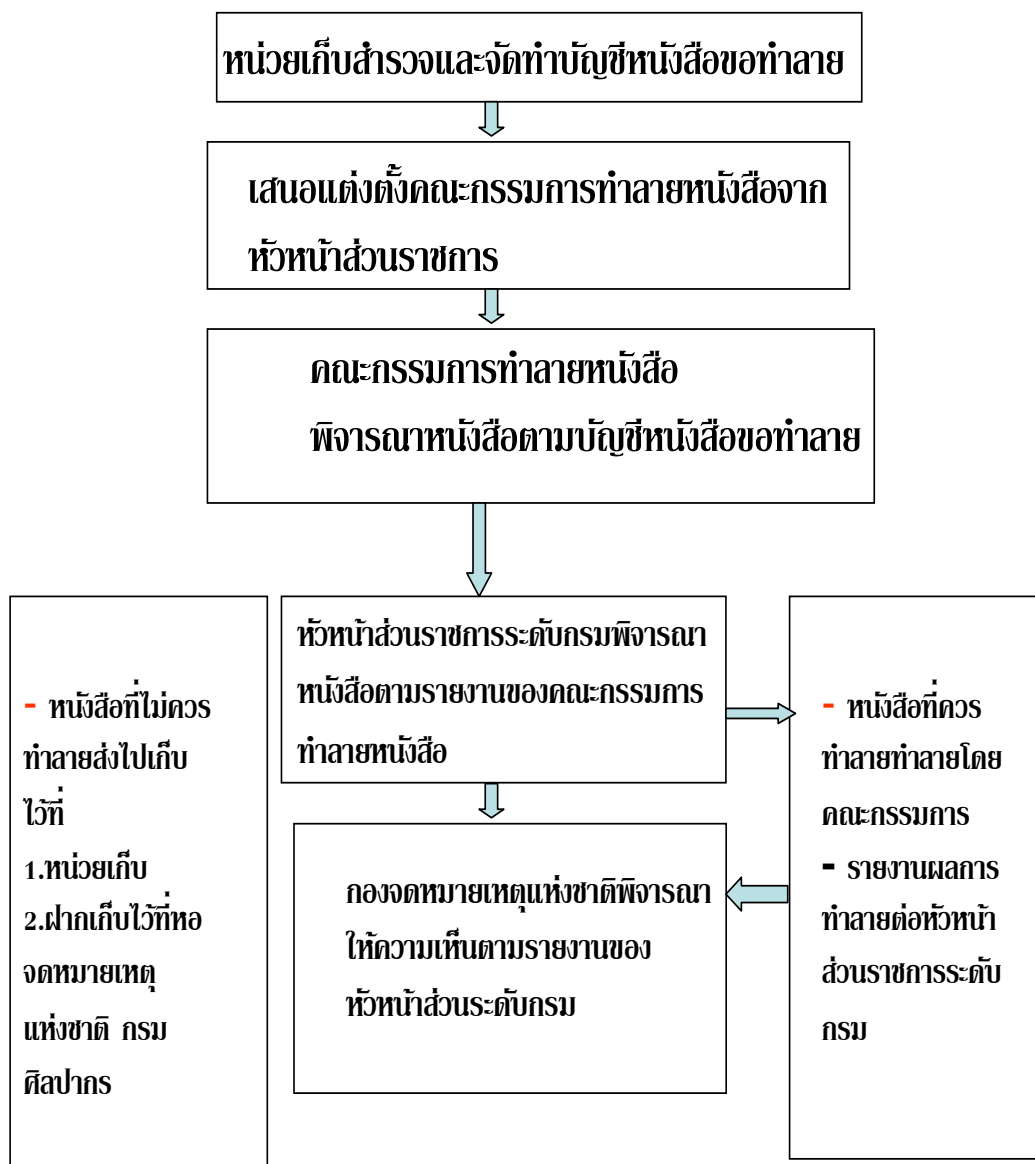 หน่วยเก็บสำรวจและจัดทำบัญชีหนังสือขอทำลาย
เสนอแต่งตั้งคณะกรรมการทำลายหนังสือจาก
หัวหน้าส่วนราชการ
คณะกรรมการทำลายหนังสือ
พิจารณาหนังสือตามบัญชีหนังสือขอทำลาย
- หนังสือที่ไม่ควร
ทำลายส่งไปเก็บ
ไว้ที่
1.หน่วยเก็บ
2.ฝากเก็บไว้ที่หอ
จดหมายเหตุ
แห่งชาติ กรม
ศิลปากร
หัวหน้าส่วนราชการระดับกรมพิจารณา
หนังสือตามรายงานของคณะกรรมการ
ทำลายหนังสือ
กองจดหมายเหตุแห่งชาติพิจารณา
ให้ความเห็นตามรายงานของ
หัวหน้าส่วนระดับกรม
- หนังสือที่ควร
ทำลายทำลายโดย
คณะกรรมการ
- รายงานผลการ
ทำลายต่อหัวหน้า
ส่วนราชการระดับ
กรม